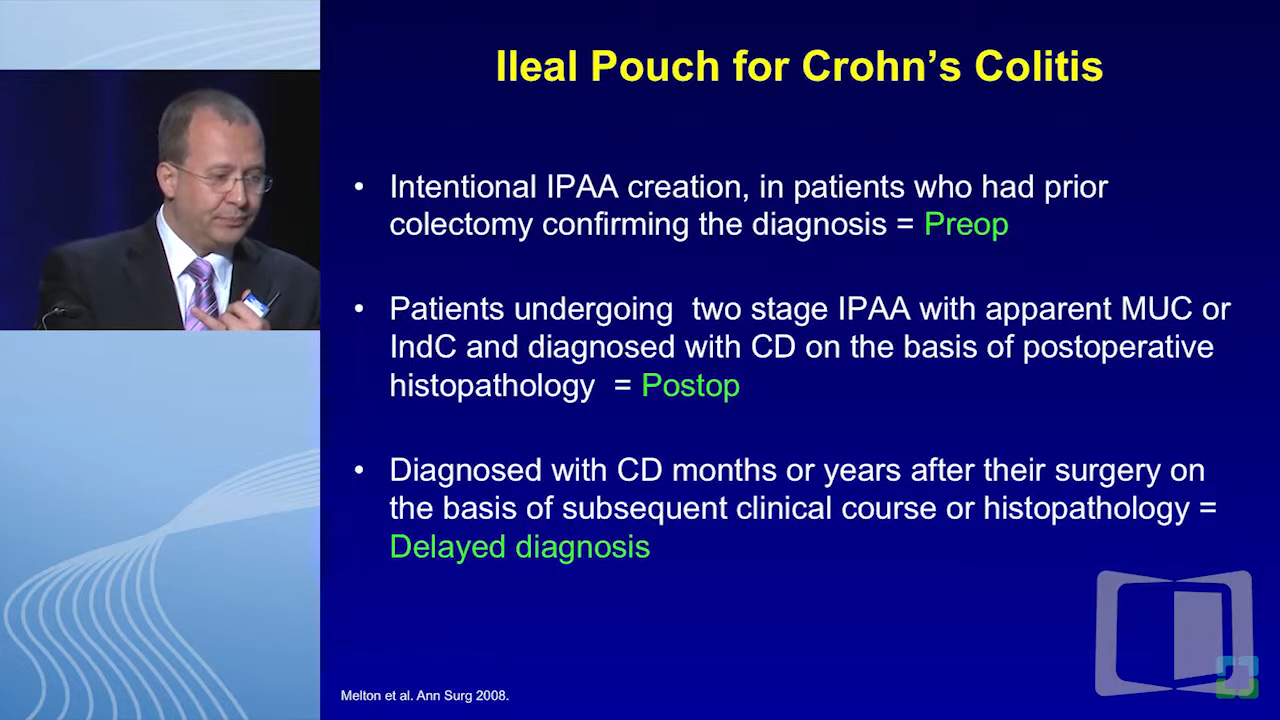 Ileal Pouch for Crohn’s Colitis
• Intentional IPAA creation, in patients who had prior
colectomy confirming the diagnosis = Preop
• Patients undergoing  two stage IPAA with apparent MUC or
IndC and diagnosed with CD on the basis of postoperative
histopathology  = Postop
• Diagnosed with CD months or years after their surgery on
the basis of subsequent clinical course or histopathology =
Delayed diagnosis
Melton et al. Ann Surg 2008.